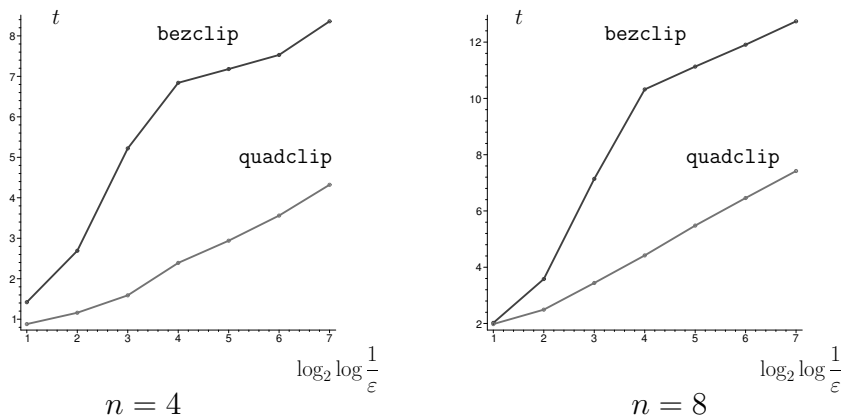 t
bezclip
quadclip
8
7
6
5
4
3
2
1
1 2 3 4 5 6 7
log₂ log 1/ε
n = 4
t
bezclip
quadclip
12
10
8
6
4
2
1 2 3 4 5 6 7
log₂ log 1/ε
n = 8